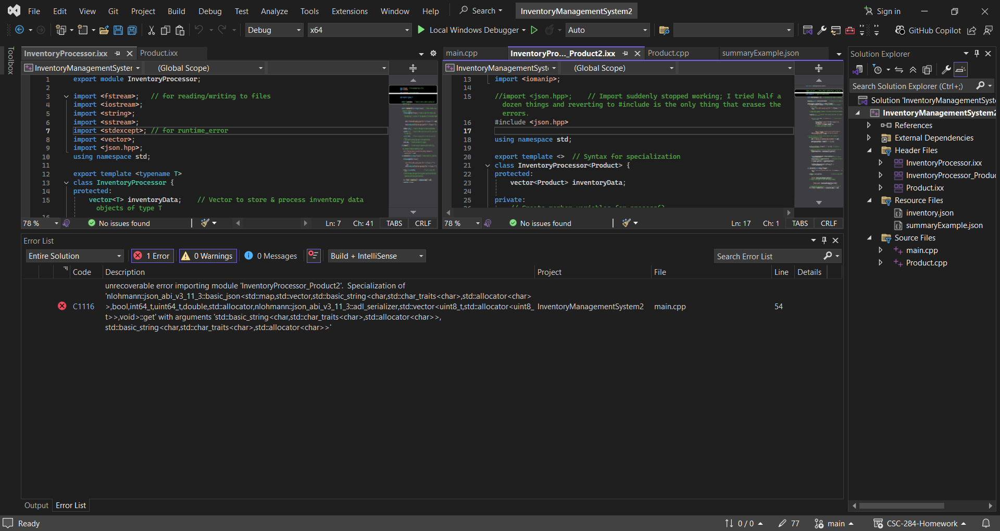 File Edit View Git Project Build Debug Test Analyze Tools Extensions Window Help Search InventoryManagementSystem2 Sign in
Debug x64 Local Windows Debugger Auto GitHub Copilot
Toolbox
InventoryProcessor.ixx Product.ixx
InventoryManagementSyster (Global Scope)
1 export module InventoryProcessor;
2
3 import <fstream>; // for reading/writing to files
4 import <iostream>;
5 import <string>;
6 import <sstream>;
7 import <stdexcept>; // for runtime_error
8 import <vector>;
9 import <json.hpp>;
10 using namespace std;
11
12 export template <typename T>
13 class InventoryProcessor {
14 protected:
15 vector<T> inventoryData; // Vector to store & process inventory data
objects of type T
78 % No issues found Ln: 7 Ch: 41 TABS CRLF
main.cpp InventoryPro..._Product2.ixx Product.cpp summaryExample.json
InventoryManagementSyst (Global Scope)
13 import <iomanip>;
14
15 //import <json.hpp>; // Import suddenly stopped working; I tried half a
dozen things and reverting to #include is the only thing that erases the
errors.
16 #include <json.hpp>
17
18 using namespace std;
19
20 export template <> // Syntax for specialization
21 class InventoryProcessor<Product> {
22 protected:
23 vector<Product> inventoryData;
24
25 private:
78 % No issues found Ln: 17 Ch: 1 TABS CRLF
Solution Explorer
Search Solution Explorer (Ctrl+;)
Solution 'InventoryManagementSyste
InventoryManagementSystem2
References
External Dependencies
Header Files
InventoryProcessor.ixx
InventoryProcessor_Produc
Product.ixx
Resource Files
inventory.json
summaryExample.json
Source Files
main.cpp
Product.cpp
Error List
Entire Solution 1 Error 0 Warnings 0 Messages Build + IntelliSense Search Error List
Code Description Project File Line Details
unrecoverable error importing module 'InventoryProcessor_Product2'. Specialization of
'nlohmann::json_abi_v3_11_3::basic_json<std::map,std::vector,std::basic_string<char,std::char_traits<char>,std::allocator<char>
C1116 >,bool,int64_t,uint64_t,double,std::allocator,nlohmann::json_abi_v3_11_3::adl_serializer,std::vector<uint8_t,std::allocator<uint8_ InventoryManagementSystem2 main.cpp 54
t>>,void>::get' with arguments 'std::basic_string<char,std::char_traits<char>,std::allocator<char>>,
std::basic_string<char,std::char_traits<char>,std::allocator<char>>'
Output Error List
Ready 0 / 0 77 main CSC-284-Homework